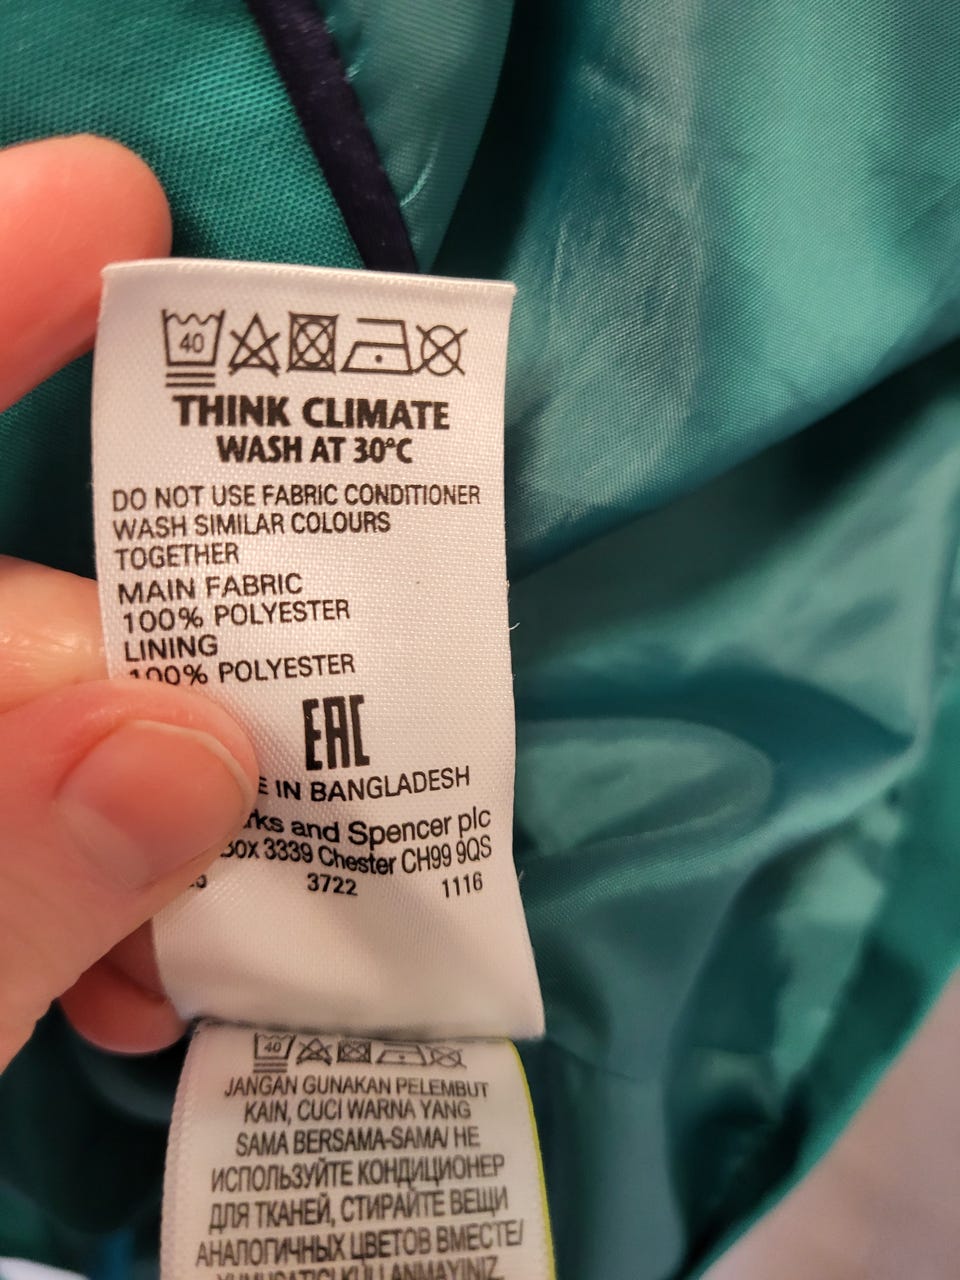 40
THINK CLIMATE
WASH AT 30°C
DO NOT USE FABRIC CONDITIONER
WASH SIMILAR COLOURS
TOGETHER
MAIN FABRIC
100% POLYESTER
LINING
100% POLYESTER
EAC
IN BANGLADESH
and Spencer plc
3339 Chester CH99 9QS
3722 1116
40
JANGAN GUNAKAN PELEMBUT
KAIN, CUCI WARNA YANG
SAMA BERSAMA-SAMA/ НЕ
ИСПОЛЬЗУЙТЕ КОНДИЦИОНЕР
ДЛЯ ТКАНЕЙ, СТИРАЙТЕ ВЕЩИ
АНАЛОГИЧНЫХ ЦВЕТОВ ВМЕСТЕ/